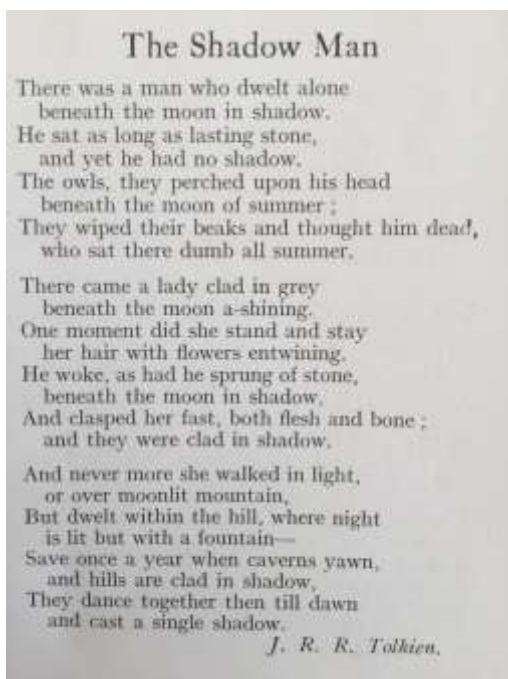 The Shadow Man
There was a man who dwelt alone
beneath the moon in shadow.
He sat as long as lasting stone,
and yet he had no shadow.
The owls, they perched upon his head
beneath the moon of summer ;
They wiped their beaks and thought him dead,
who sat there dumb all summer.
There came a lady clad in grey
beneath the moon a-shining.
One moment did she stand and stay
her hair with flowers entwining.
He woke, as had he sprung of stone,
beneath the moon in shadow,
And clasped her fast, both flesh and bone ;
and they were clad in shadow.
And never more she walked in light,
or over moonlit mountain,
But dwelt within the hill, where night
is lit but with a fountain—
Save once a year when caverns yawn,
and hills are clad in shadow,
They dance together then till dawn
and cast a single shadow.
J. R. R. Tolkien.